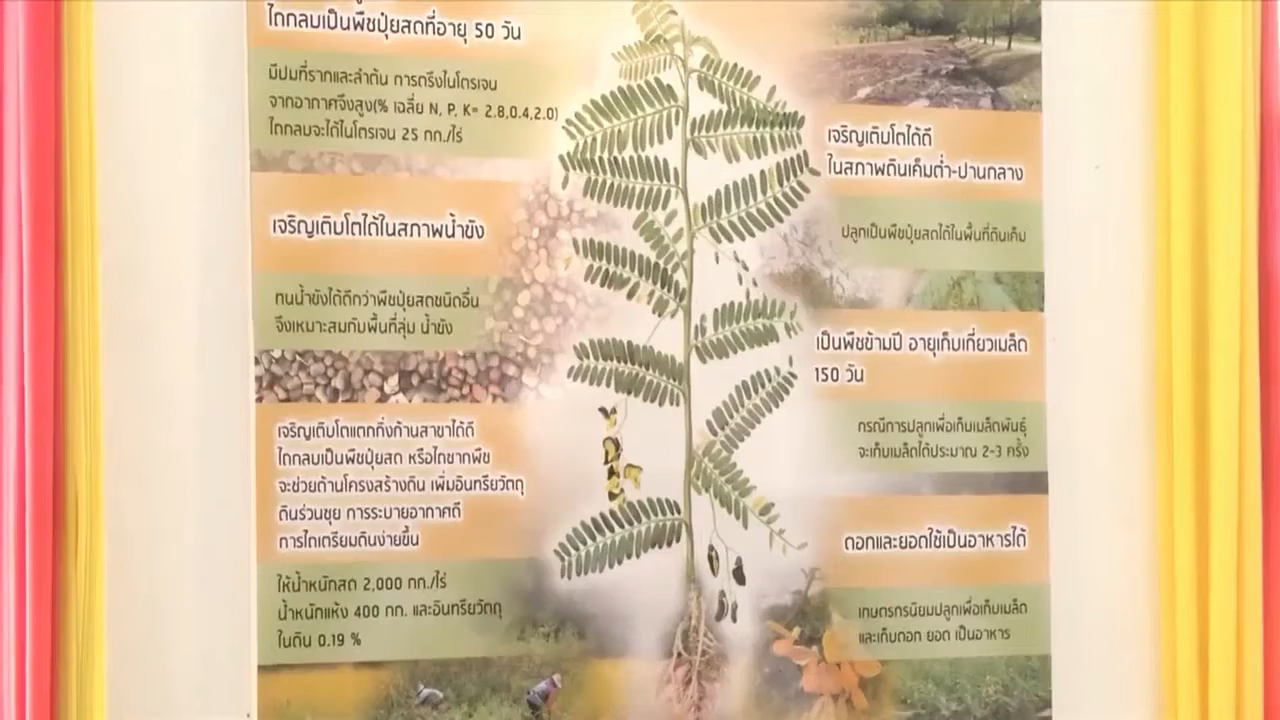 ไถกลบเป็นพืชปุ๋ยสดที่อายุ 50 วัน
มีปมที่รากและลำต้น การตรึงไนโตรเจน
จากอากาศจึงสูง(% เฉลี่ย N, P, K= 2.8,0.4,2.0)
ไถกลบจะได้ไนโตรเจน 25 กก./ไร่
เจริญเติบโตได้ในสภาพน้ำขัง
ทนน้ำขังได้ดีกว่าพืชปุ๋ยสดชนิดอื่น
จึงเหมาะสมกับพื้นที่ลุ่ม น้ำขัง
เจริญเติบโตแตกกิ่งก้านสาขาได้ดี
ไถกลบเป็นพืชปุ๋ยสด หรือไถซากพืช
จะช่วยด้านโครงสร้างดิน เพิ่มอินทรียวัตถุ
ดินร่วนซุย การระบายอากาศดี
การไถเตรียมดินง่ายขึ้น
ให้น้ำหนักสด 2,000 กก./ไร่
น้ำหนักแห้ง 400 กก. และอินทรียวัตถุ
ในดิน 0.19 %
เจริญเติบโตได้ดี
ในสภาพดินเค็มต่ำ-ปานกลาง
ปลูกเป็นพืชปุ๋ยสดได้ในพื้นที่ดินเค็ม
เป็นพืชข้ามปี อายุเก็บเกี่ยวเมล็ด
150 วัน
กรณีการปลูกเพื่อเก็บเมล็ดพันธุ์
จะเก็บเมล็ดได้ประมาณ 2-3 ครั้ง
ดอกและยอดใช้เป็นอาหารได้
เกษตรกรนิยมปลูกเพื่อเก็บเมล็ด
และเก็บดอก ยอด เป็นอาหาร